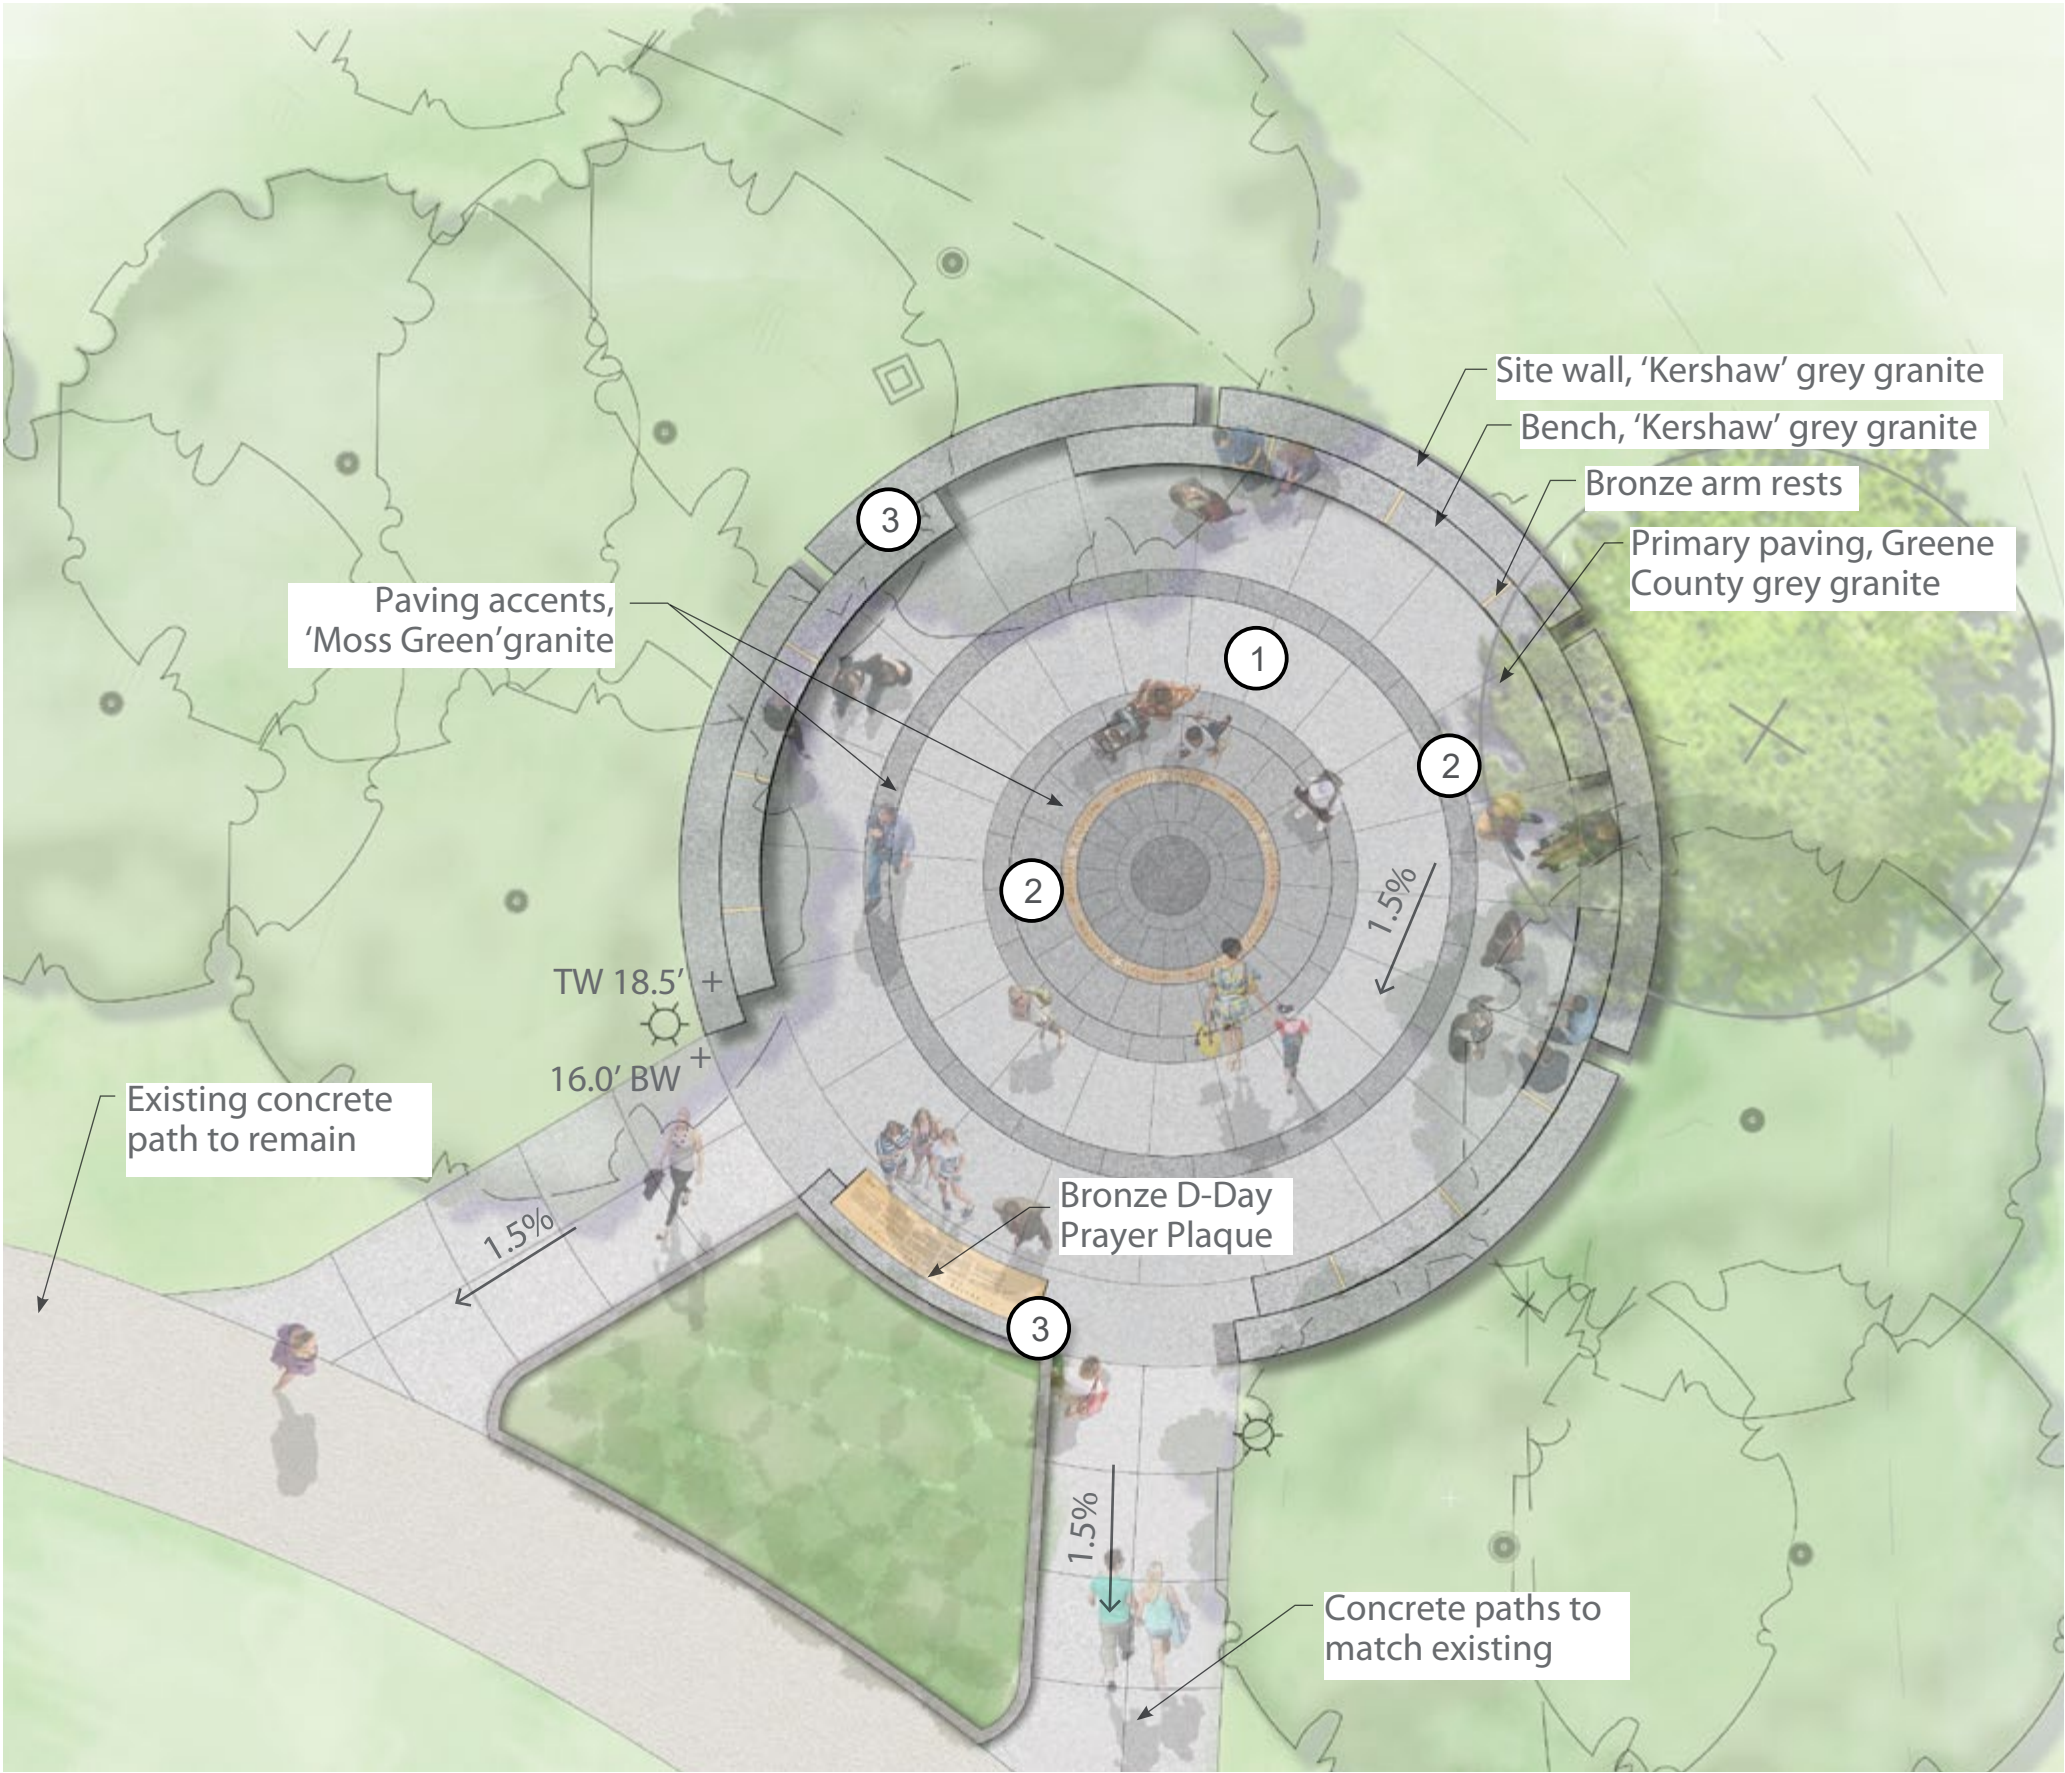 Site wall, ‘Kershaw’ grey granite
Bench, ‘Kershaw’ grey granite
Bronze arm rests
Primary paving, Greene
County grey granite
3
Paving accents,
‘Moss Green’granite
1
2
2
1.5%
TW 18.5’
16.0’ BW
Existing concrete
path to remain
1.5%
Bronze D-Day
Prayer Plaque
3
1.5%
Concrete paths to
match existing